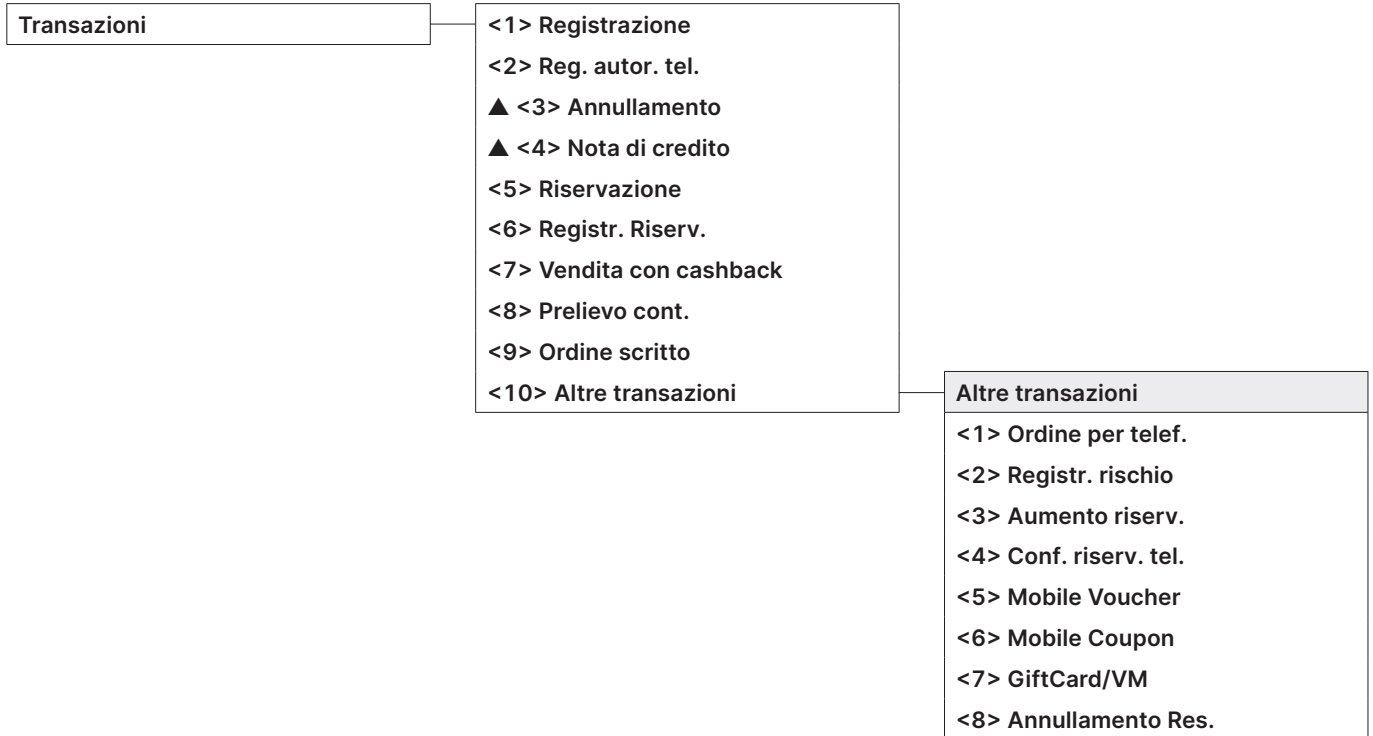 Transazioni
<1> Registrazione
<2> Reg. autor. tel.
▲ <3> Annullamento
▲ <4> Nota di credito
<5> Riservazione
<6> Registr. Riserv.
<7> Vendita con cashback
<8> Prelievo cont.
<9> Ordine scritto
<10> Altre transazioni
Altre transazioni
<1> Ordine per telef.
<2> Registr. rischio
<3> Aumento riserv.
<4> Conf. riserv. tel.
<5> Mobile Voucher
<6> Mobile Coupon
<7> GiftCard/VM
<8> Annullamento Res.